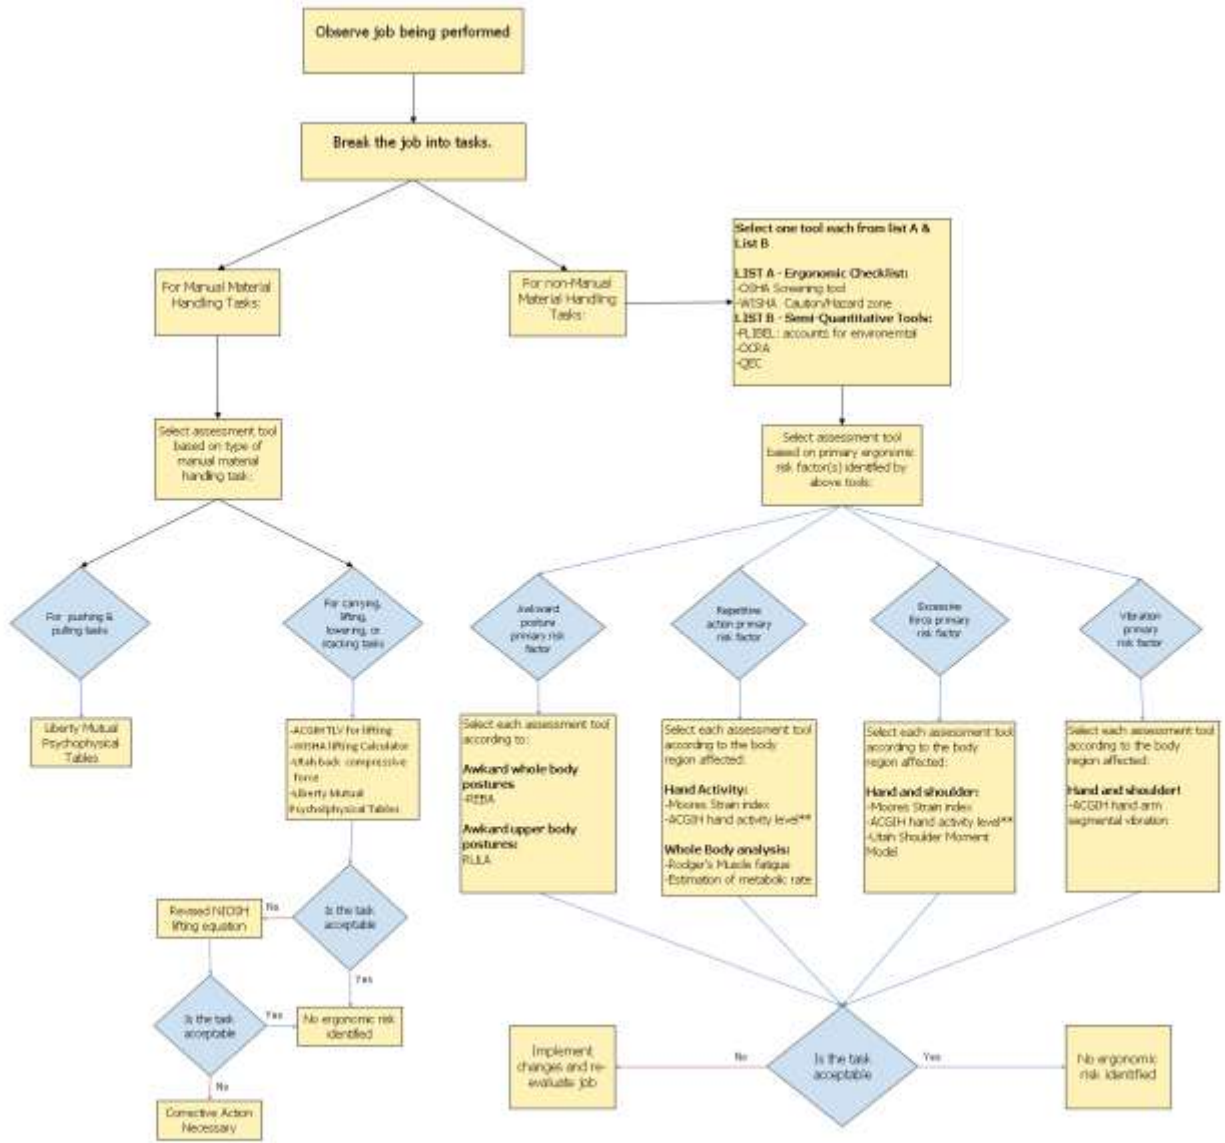 Observe job being performed
Break the job into tasks.
Select one tool each from list A &
List B
LIST A - Ergonomic Checklist:
-OSHA Screening tool
-WISHA Caution/Hazard zone
LIST B - Semi-Quantitative Tools:
-PLIBEL: accounts for environmental
-OCRA
-QEC
For Manual Material
Handling Tasks:
For non-Manual
Material Handling
Tasks:
Select assessment tool
based on type of
manual material
handling task:
Select assessment tool
based on primary ergonomic
risk factor(s) identified by
above tools:
For pushing &
pulling tasks
For carrying,
lifting,
lowering, or
stacking tasks
Awkward
posture
primary risk
factor
Repetitive
action primary
risk factor
Excessive
force primary
risk factor
Vibration
primary
risk factor
Liberty Mutual
Psychophysical
Tables
-ACGIH TLV for lifting
-WISHA lifting Calculator
-Utah back compressive
force
-Liberty Mutual
Psycholphysical Tables
Select each assessment tool
according to:
Awkard whole body
postures
-REBA
Awkard upper body
postures:
RULA
Select each assessment tool
according to the body
region affected:
Hand Activity:
-Moores Strain index
-ACGIH hand activity level**
Whole Body analysis:
-Rodger's Muscle fatigue
-Estimation of metabolic rate
Select each assessment tool
according to the body
region affected:
Hand and shoulder:
-Moores Strain index
-ACGIH hand activity level**
-Utah Shoulder Moment
Model
Select each assessment tool
according to the body
region affected:
Hand and shoulder!
-ACGIH hand arm
segmental vibration
Revised NIOSH
lifting equation
No
Is the task
acceptable
Yes
Is the task
acceptable
Yes
No ergonomic risk
identified
No
Corrective Action
Necessary
Implement
changes and re-
evaluate job
No
Is the task
acceptable
Yes
No ergonomic
risk identified